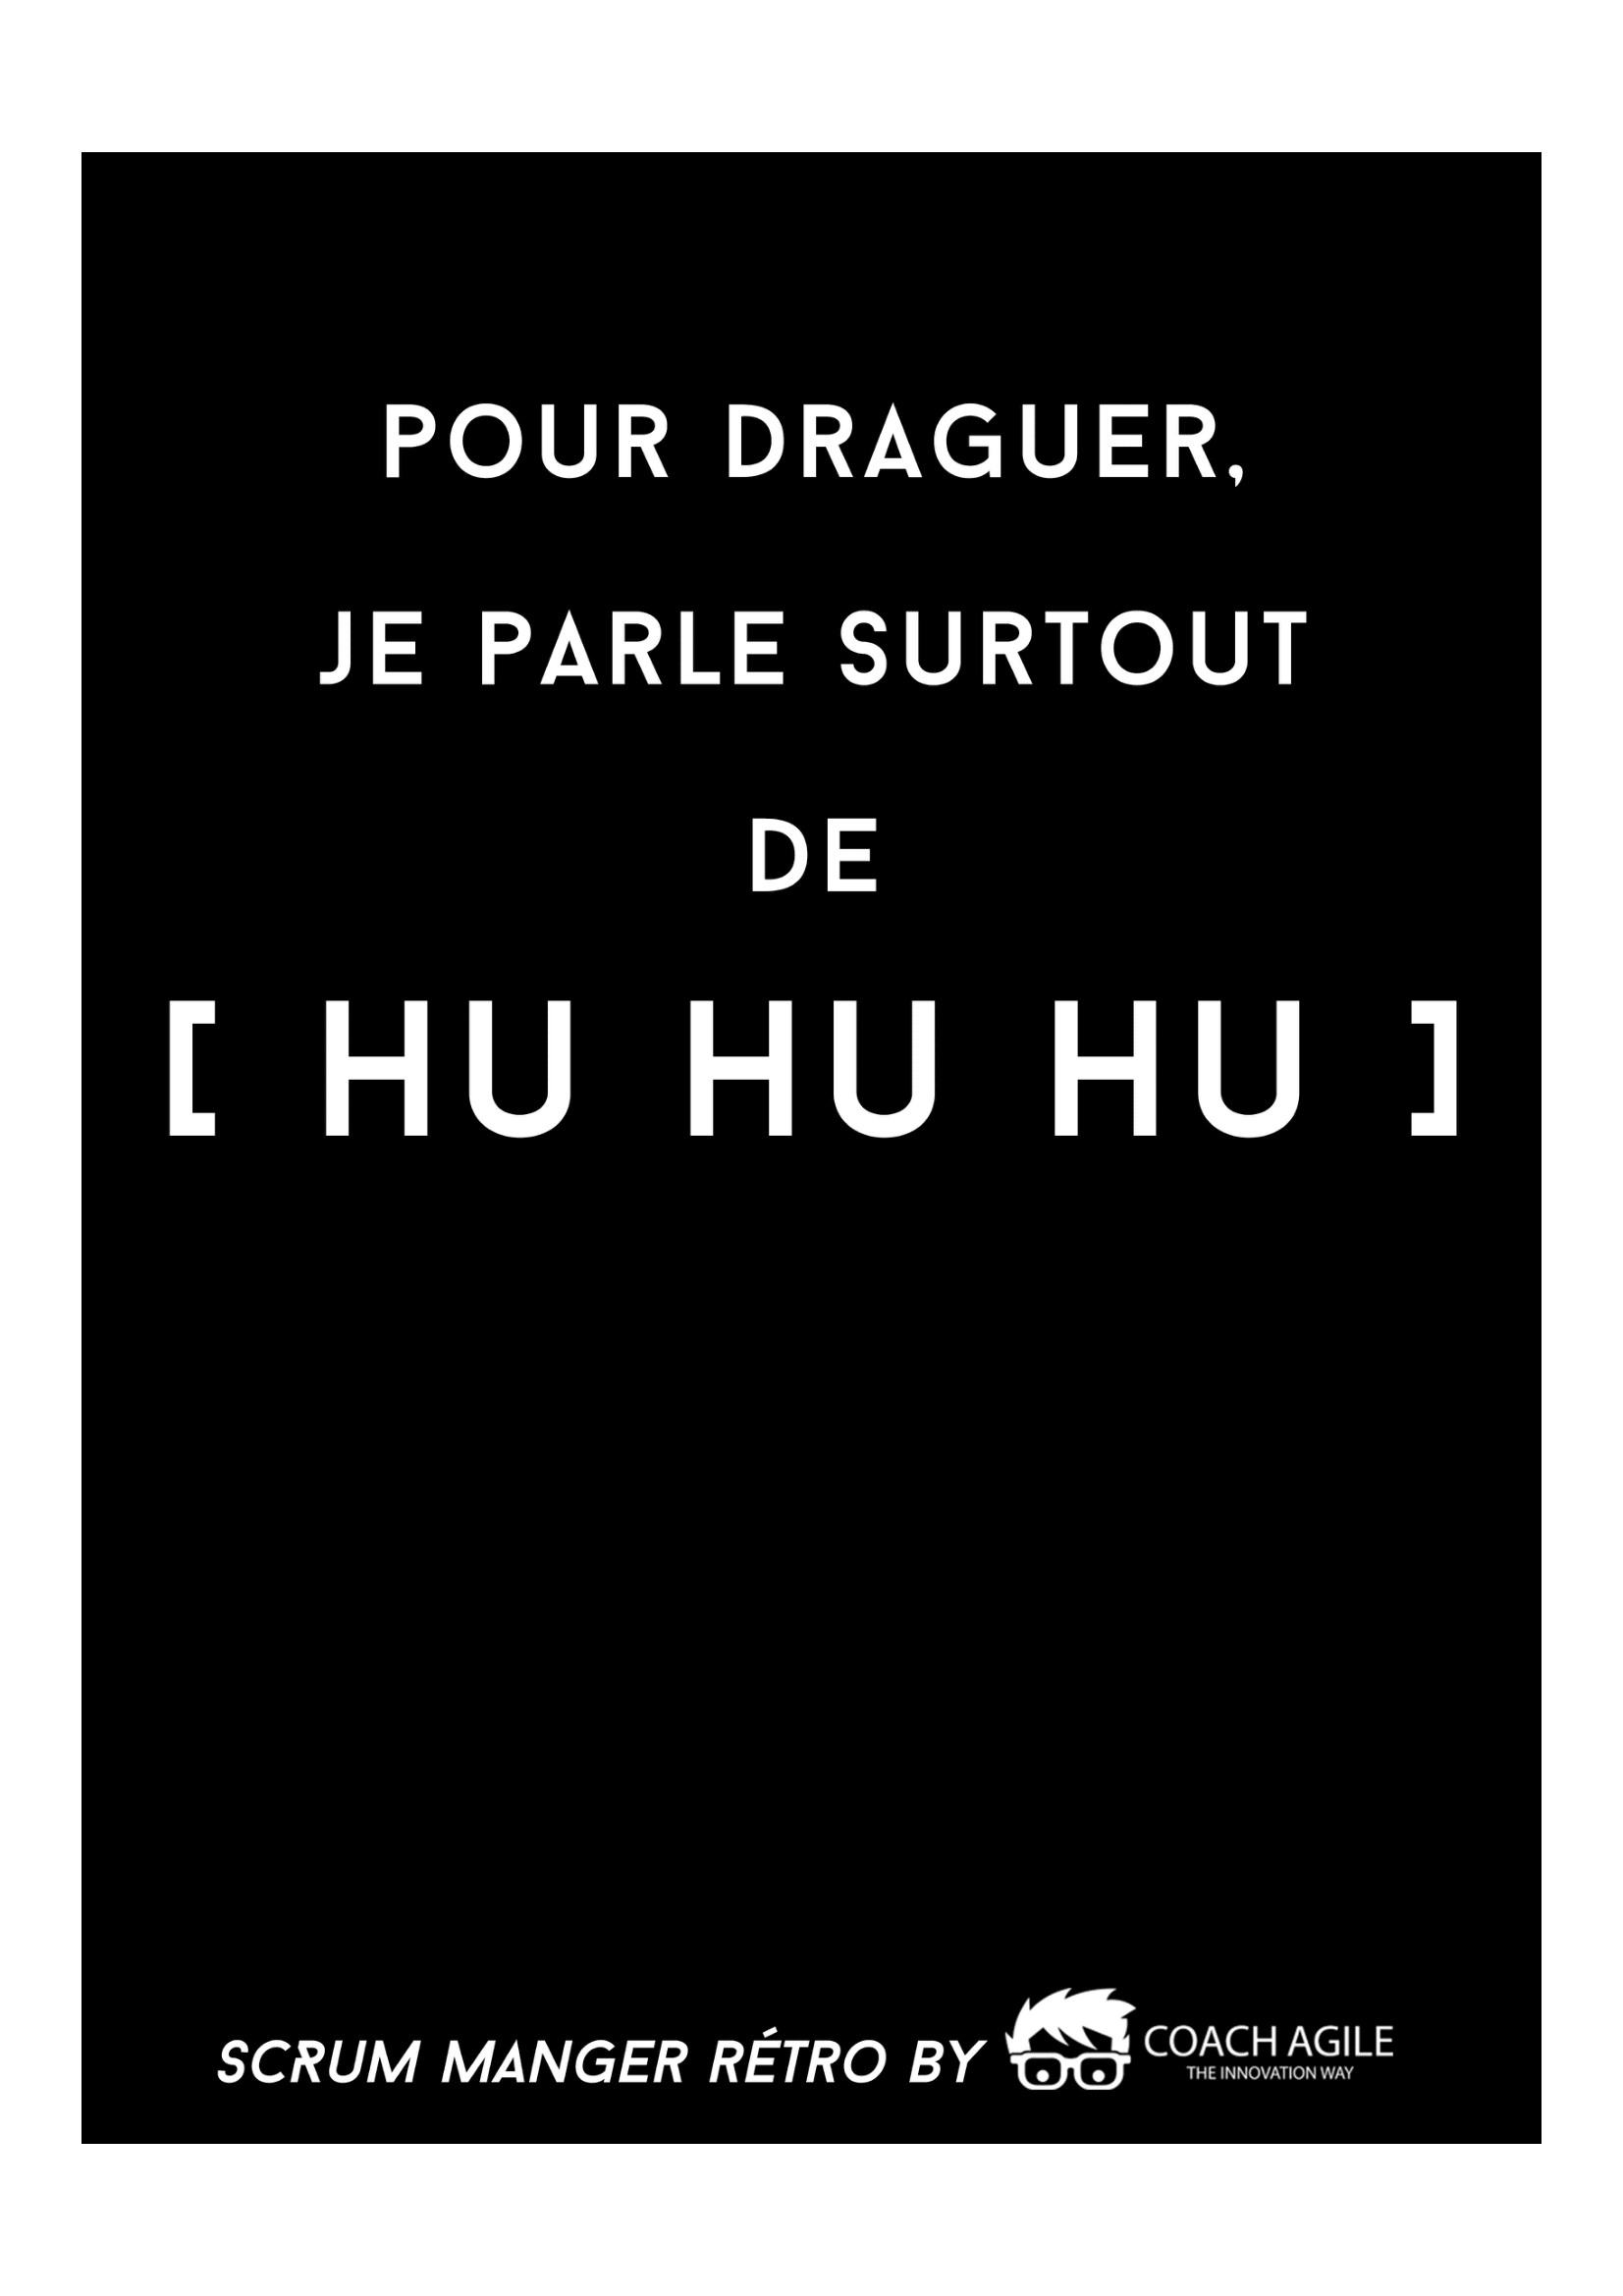 POUR DRAGUER,
JE PARLE SURTOUT
DE
[ HU HU HU ]
SCRUM MANGER RÉTRO BY
COACH AGILE
THE INNOVATION WAY